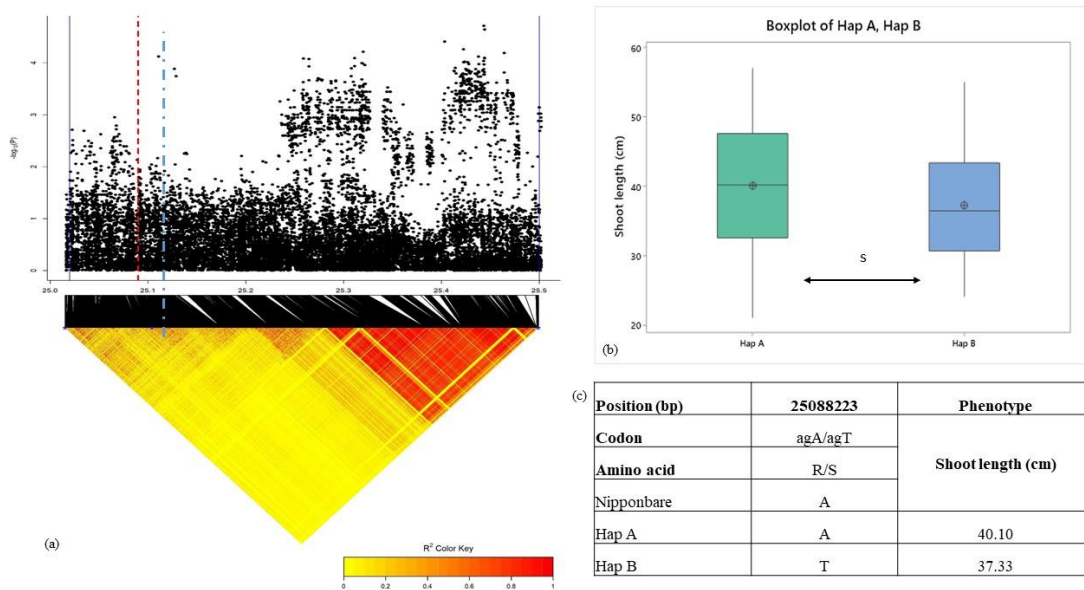 -log₁₀(P)
4
3
2
1
0
25.0 25.1 25.2 25.3 25.4 25.5
(a)
R² Color Key
0 0.2 0.4 0.6 0.8 1
Boxplot of Hap A, Hap B
Shoot length (cm)
60
50
40
30
20
S
Hap A Hap B
(b)
(c)
Position (bp) 25088223 Phenotype
Codon agA/agT
Shoot length (cm)
Amino acid R/S
Nipponbare A
Hap A A 40.10
Hap B T 37.33